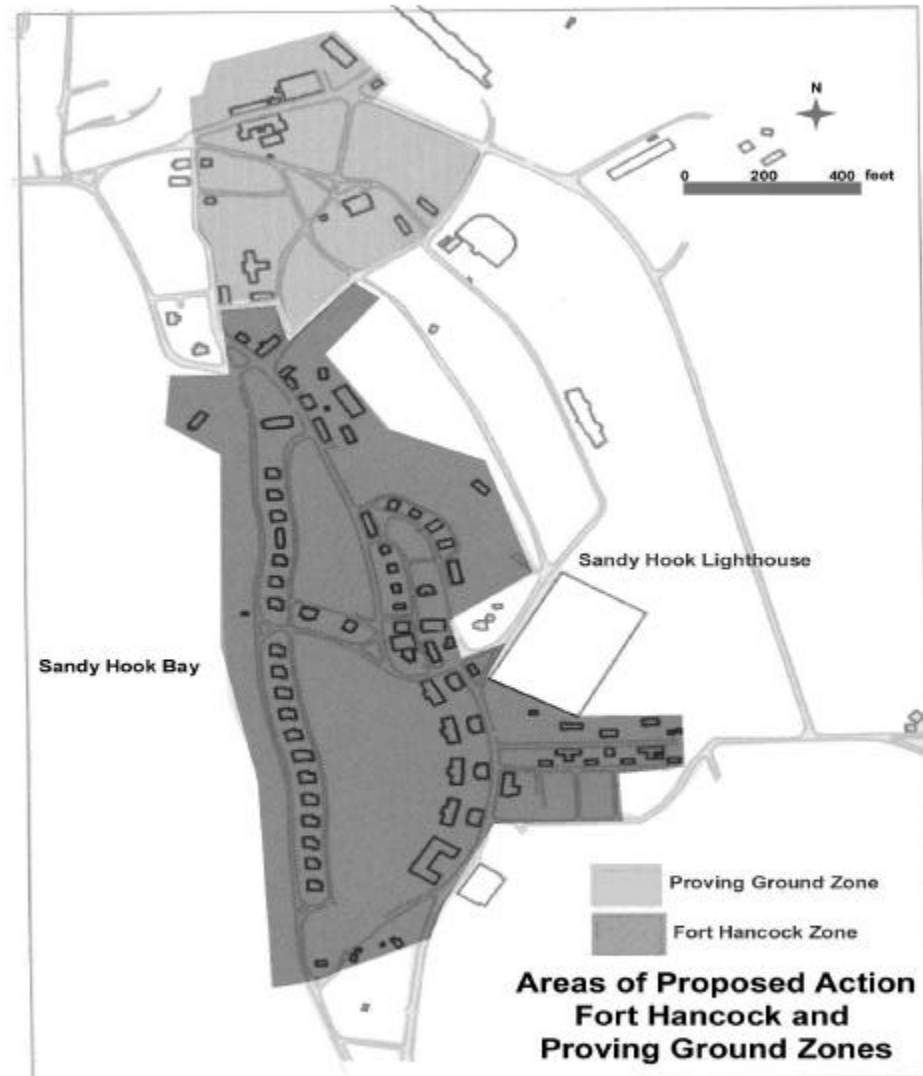 N
0 200 400 feet
Sandy Hook Lighthouse
Sandy Hook Bay
Proving Ground Zone
Fort Hancock Zone
Areas of Proposed Action
Fort Hancock and
Proving Ground Zones